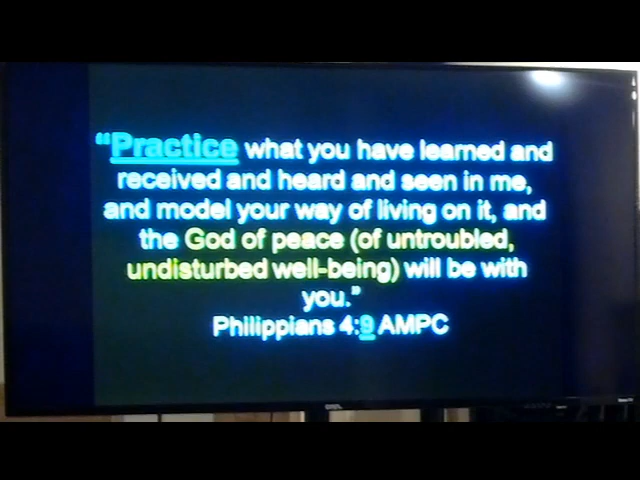 “Practice what you have learned and
received and heard and seen in me,
and model your way of living on it, and
the God of peace (of untroubled,
undisturbed well-being) will be with
you.”
Philippians 4:9 AMPC